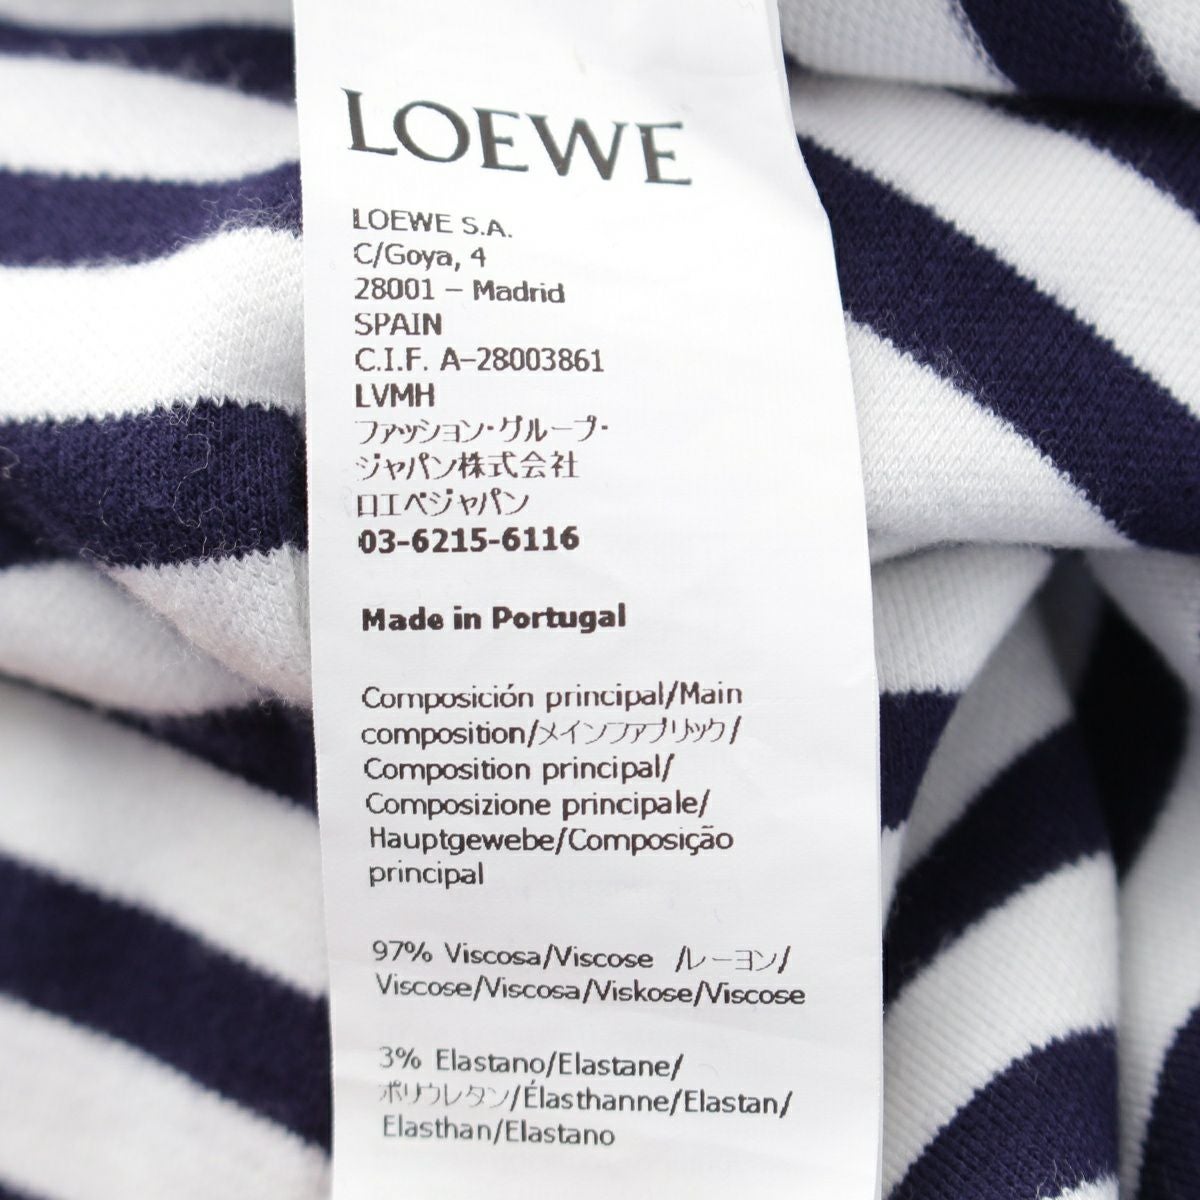 LOEWE
LOEWE S.A.
C/Goya, 4
28001 – Madrid
SPAIN
C.I.F. A-28003861
LVMH
ファッション・グループ・
ジャパン株式会社
ロエベジャパン
03-6215-6116
Made in Portugal
Composición principal/Main
composition/メインファブリック/
Composition principal/
Composizione principale/
Hauptgewebe/Composição
principal
97% Viscosa/Viscose /レーヨン/
Viscose/Viscosa/Viskose/Viscose
3% Elastano/Elastane/
ポリウレタン/Élasthanne/Elastan/
Elasthan/Elastano